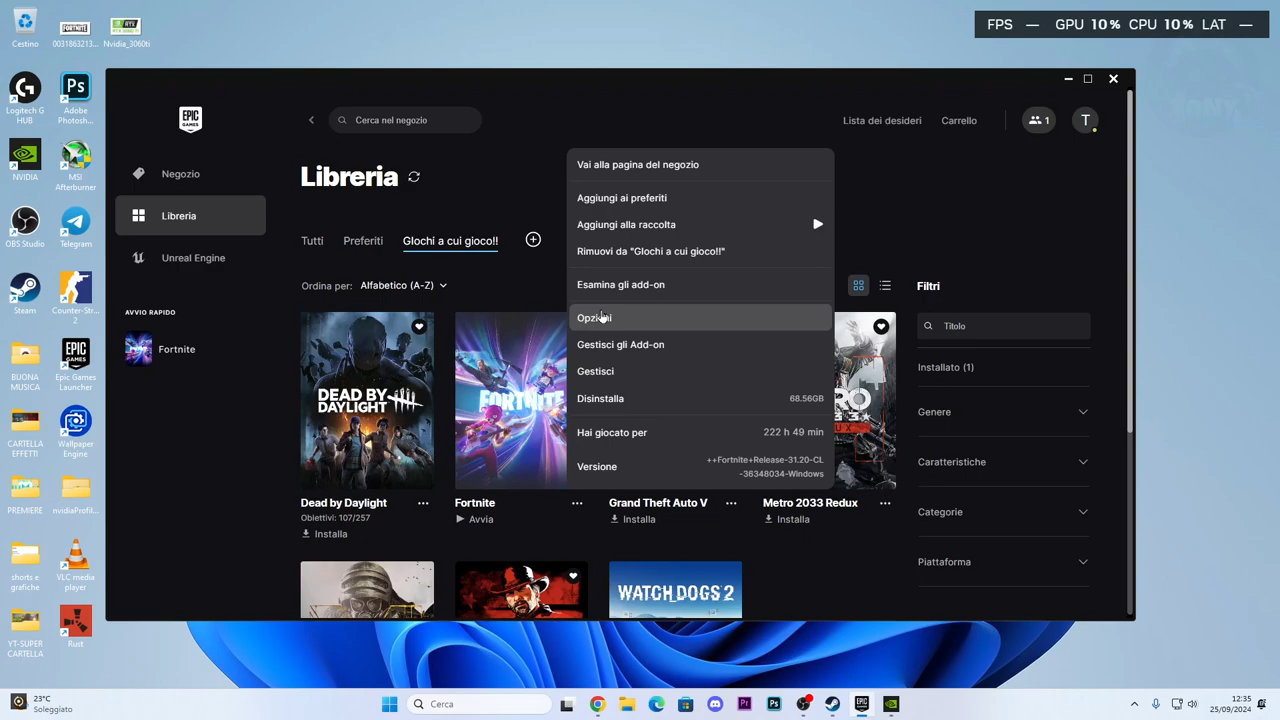 FPS — GPU 10% CPU 10% LAT —
Cestino
0031863213...
Nvidia_3060ti
Logitech G HUB
Adobe Photosh...
NVIDIA
MSI Afterburner
OBS Studio
Telegram
Steam
Counter-Str... 2
BUONA MUSICA
Epic Games Launcher
CARTELLA EFFETTI
Wallpaper Engine
PREMIERE
nvidiaProfil...
shorts e grafiche
VLC media player
YT-SUPER CARTELLA
Rust
EPIC GAMES
Cerca nel negozio
Lista dei desideri
Carrello
1
T
Negozio
Libreria
Unreal Engine
AVVIO RAPIDO
Fortnite
Libreria
Tutti
Preferiti
GIochi a cui gioco!!
Ordina per: Alfabetico (A-Z)
Vai alla pagina del negozio
Aggiungi ai preferiti
Aggiungi alla raccolta
Rimuovi da "GIochi a cui gioco!!"
Esamina gli add-on
Opzioni
Gestisci gli Add-on
Gestisci
Disinstalla 68.56GB
Hai giocato per 222 h 49 min
Versione ++Fortnite+Release-31.20-CL
-36348034-Windows
DEAD BY DAYLIGHT
FORTNITE
Dead by Daylight
Obiettivi: 107/257
Installa
Fortnite
Avvia
Grand Theft Auto V
Installa
Metro 2033 Redux
Installa
WATCH DOGS 2
Filtri
Titolo
Installato (1)
Genere
Caratteristiche
Categorie
Piattaforma
23°C
Soleggiato
Cerca
12:35
25/09/2024